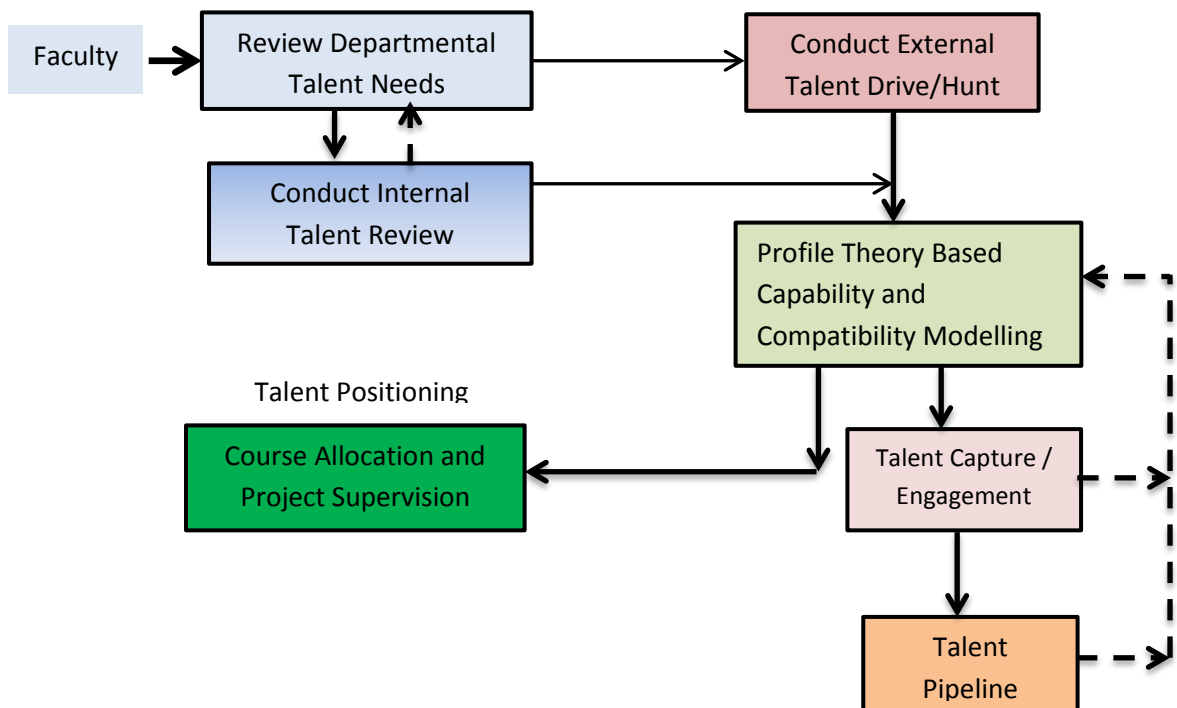 Faculty
Review Departmental
Talent Needs
Conduct External
Talent Drive/Hunt
Conduct Internal
Talent Review
Profile Theory Based
Capability and
Compatibility Modelling
Talent Positioning
Course Allocation and
Project Supervision
Talent Capture /
Engagement
Talent
Pipeline